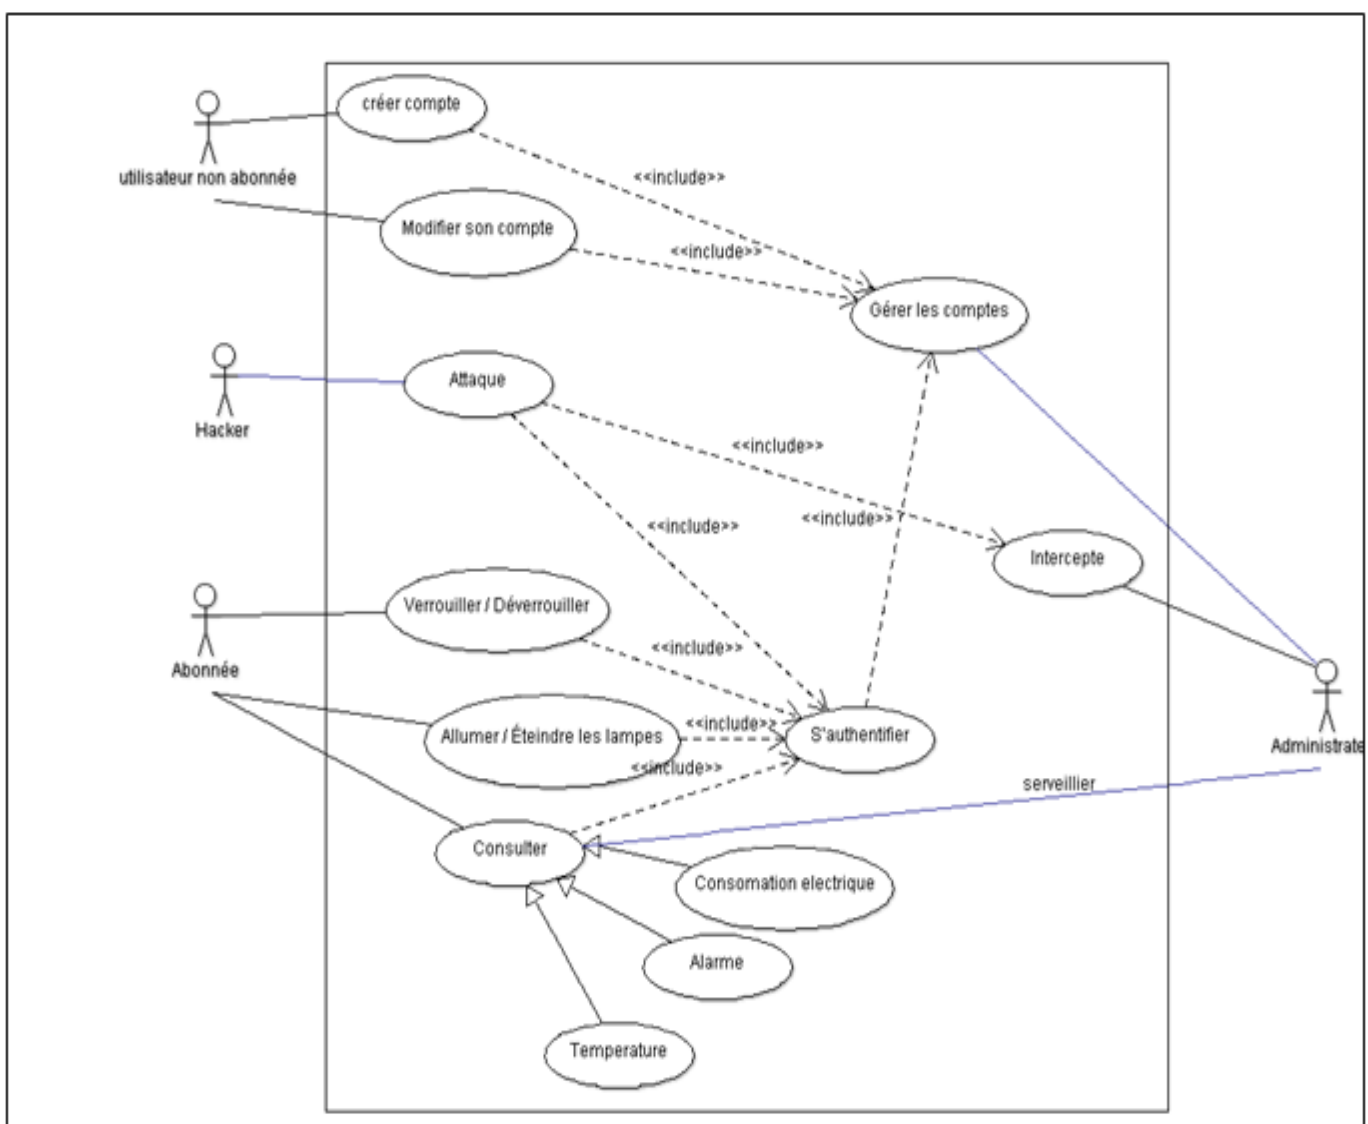 créer compte
utilisateur non abonnée
<<include>>
Modifier son compte
<<include>>
Gérer les comptes
Attaque
Hacker
<<include>>
<<include>>
<<include>>
Intercepte
Verrouiller / Déverrouiller
<<include>>
Abonnée
Allumer / Éteindre les lampes
<<include>>
S'authentifier
Administrate
<<include>>
serveillier
Consulter
Consomation electrique
Alarme
Temperature